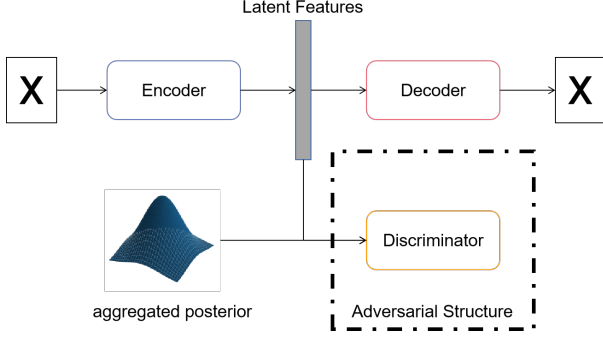 Latent Features
X
Encoder
Decoder
X
Discriminator
aggregated posterior
Adversarial Structure